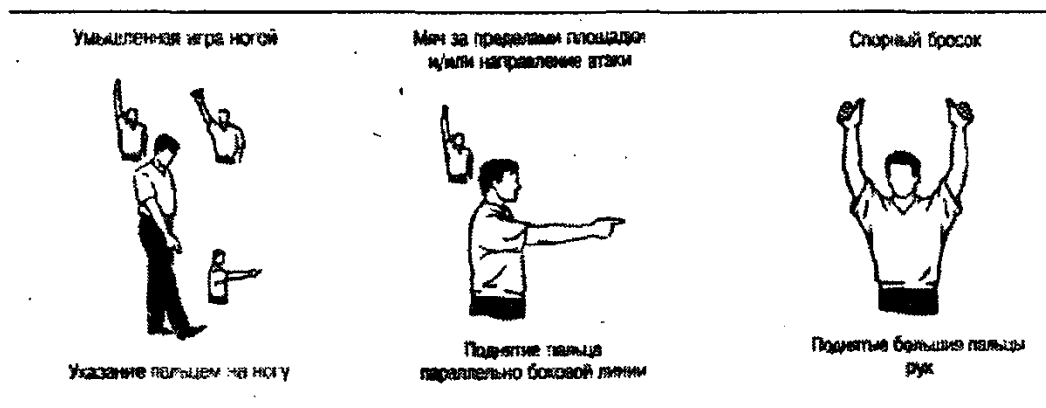 Умышленная игра ногой
Мяч за пределами площадки
и/или направление атаки
Спорный бросок
Указание пальцем на ногу
Поднятие пальца
параллельно боковой линии
Поднятые большие пальцы
рук